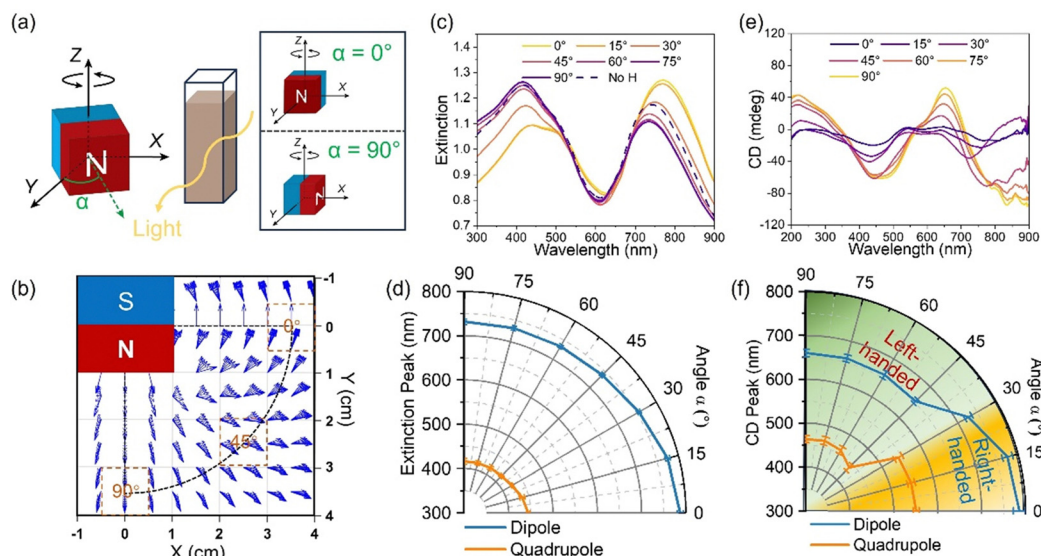 (a)
Z
X
Y
N
α
Light
α = 0°
Z
X
Y
N
α = 90°
Z
X
Y
N
(b)
S
N
0°
45°
90°
-1
0
1
2
3
4
Y (cm)
-1 0 1 2 3 4
X (cm)
(c)
Extinction
1.4
1.3
1.2
1.1
1.0
0.9
0.8
0.7
0° 15° 30°
45° 60° 75°
90° No H
300 400 500 600 700 800 900
Wavelength (nm)
(d)
90
75
60
45
30
15
0
Angle α (°)
Extinction Peak (nm)
800
700
600
500
400
300
Dipole
Quadrupole
(e)
CD (mdeg)
120
60
0
-60
-120
0° 15° 30°
45° 60° 75°
90°
200 300 400 500 600 700 800 900
Wavelength (nm)
(f)
90
75
60
45
30
15
0
Angle α (°)
CD Peak (nm)
800
700
600
500
400
300
Left-
handed
Right-
handed
Dipole
Quadrupole